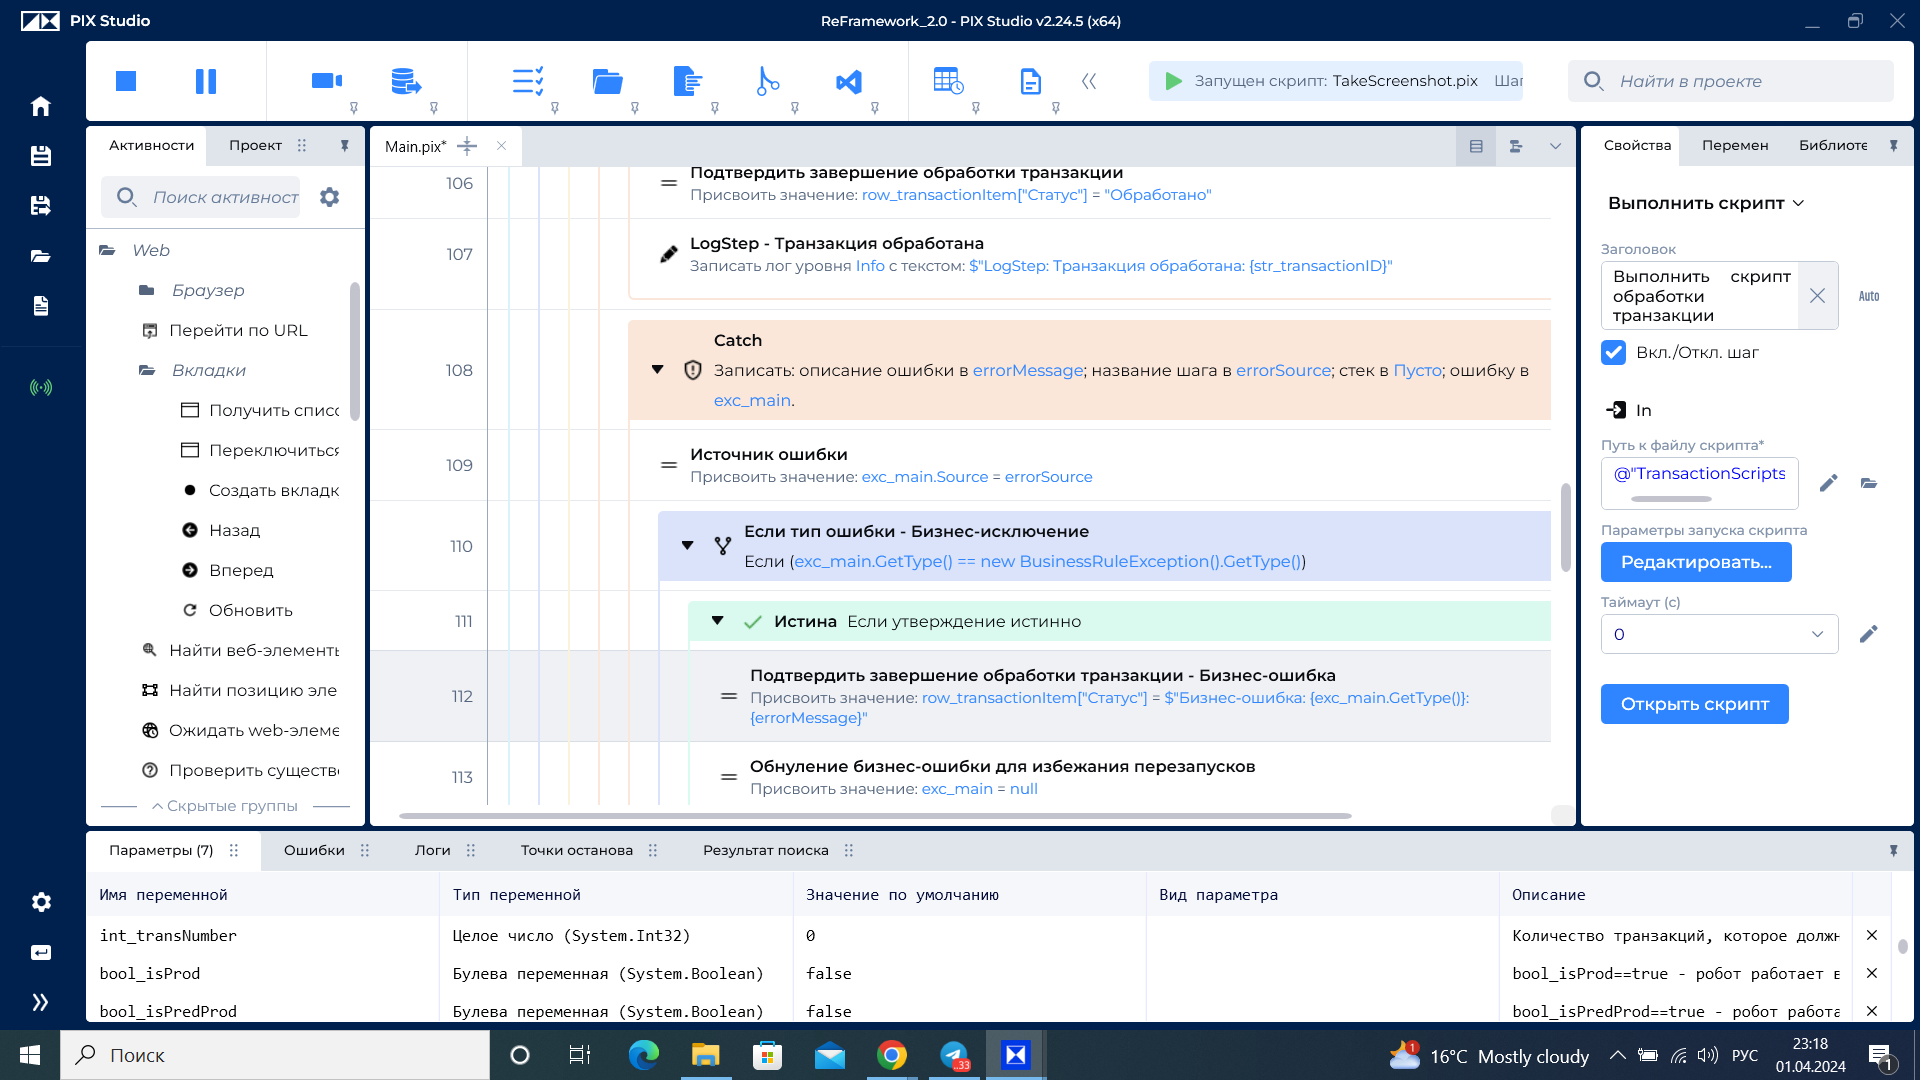 PIX Studio
ReFramework_2.0 - PIX Studio v2.24.5 (x64)
Запущен скрипт: TakeScreenshot.pix
Найти в проекте
Активности
Проект
Main.pix*
Свойства
Перемен
Библиоте
Поиск активност
Web
Браузер
Перейти по URL
Вкладки
Получить списо
Переключиться
Создать вкладк
Назад
Вперед
Обновить
Найти веб-элементы
Найти позицию эле
Ожидать web-элеме
Проверить существ
Скрытые группы
106
Подтвердить завершение обработки транзакции
Присвоить значение: row_transactionItem["Статус"] = "Обработано"
107
LogStep - Транзакция обработана
Записать лог уровня Info с текстом: $"LogStep: Транзакция обработана: {str_transactionID}"
108
Catch
Записать: описание ошибки в errorMessage; название шага в errorSource; стек в Пусто; ошибку в
exc_main.
109
Источник ошибки
Присвоить значение: exc_main.Source = errorSource
110
Если тип ошибки - Бизнес-исключение
Если (exc_main.GetType() == new BusinessRuleException().GetType())
111
Истина Если утверждение истинно
112
Подтвердить завершение обработки транзакции - Бизнес-ошибка
Присвоить значение: row_transactionItem["Статус"] = $"Бизнес-ошибка: {exc_main.GetType()}:
{errorMessage}"
113
Обнуление бизнес-ошибки для избежания перезапусков
Присвоить значение: exc_main = null
Выполнить скрипт
Заголовок
Выполнить скрипт
обработки
транзакции
Auto
Вкл./Откл. шаг
In
Путь к файлу скрипта*
@"TransactionScripts
Параметры запуска скрипта
Редактировать...
Таймаут (с)
0
Открыть скрипт
Параметры (7)
Ошибки
Логи
Точки останова
Результат поиска
Имя переменной
Тип переменной
Значение по умолчанию
Вид параметра
Описание
int_transNumber
Целое число (System.Int32)
0
Количество транзакций, которое должн
bool_isProd
Булева переменная (System.Boolean)
false
bool_isProd==true - робот работает в
bool_isPredProd
Булева переменная (System.Boolean)
false
bool_isPredProd==true - робот работа
Поиск
..33
1
16°C Mostly cloudy
РУС
23:18
01.04.2024
1